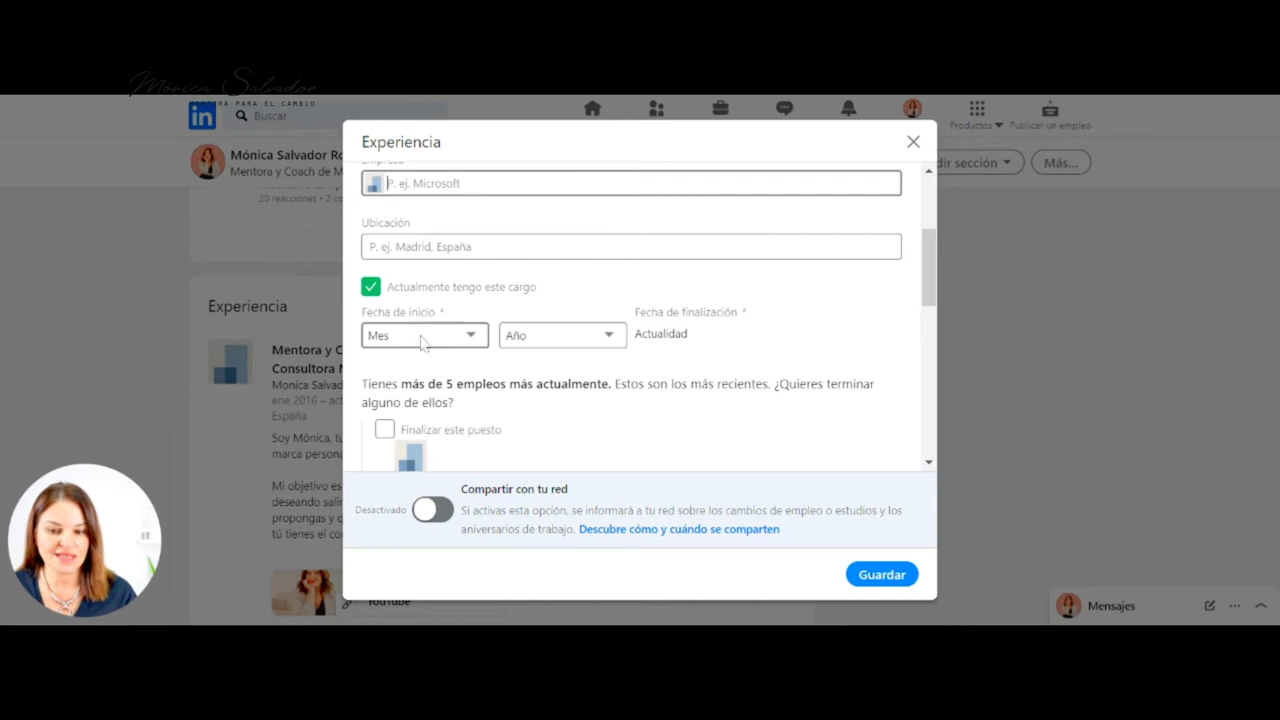 Mónica Salvador
MENTORA PARA EL CAMBIO
in
Buscar
Productos
Publicar un empleo
Mónica Salvador Ro
Mentora y Coach de M
dir sección
Más...
20 reacciones • 2 co
Experiencia
Mentora y C
Consultora M
Monica Salvad
ene 2016 – act
España
Soy Mónica, tu
marca persona
Mi objetivo es
deseando salir
propongas y q
tú tienes el co
YouTube
Experiencia
Empresa
P. ej. Microsoft
Ubicación
P. ej. Madrid, España
Actualmente tengo este cargo
Fecha de inicio *
Fecha de finalización *
Mes
Año
Actualidad
Tienes más de 5 empleos más actualmente. Estos son los más recientes. ¿Quieres terminar
alguno de ellos?
Finalizar este puesto
Compartir con tu red
Desactivado
Si activas esta opción, se informará a tu red sobre los cambios de empleo o estudios y los
aniversarios de trabajo. Descubre cómo y cuándo se comparten
Guardar
Mensajes